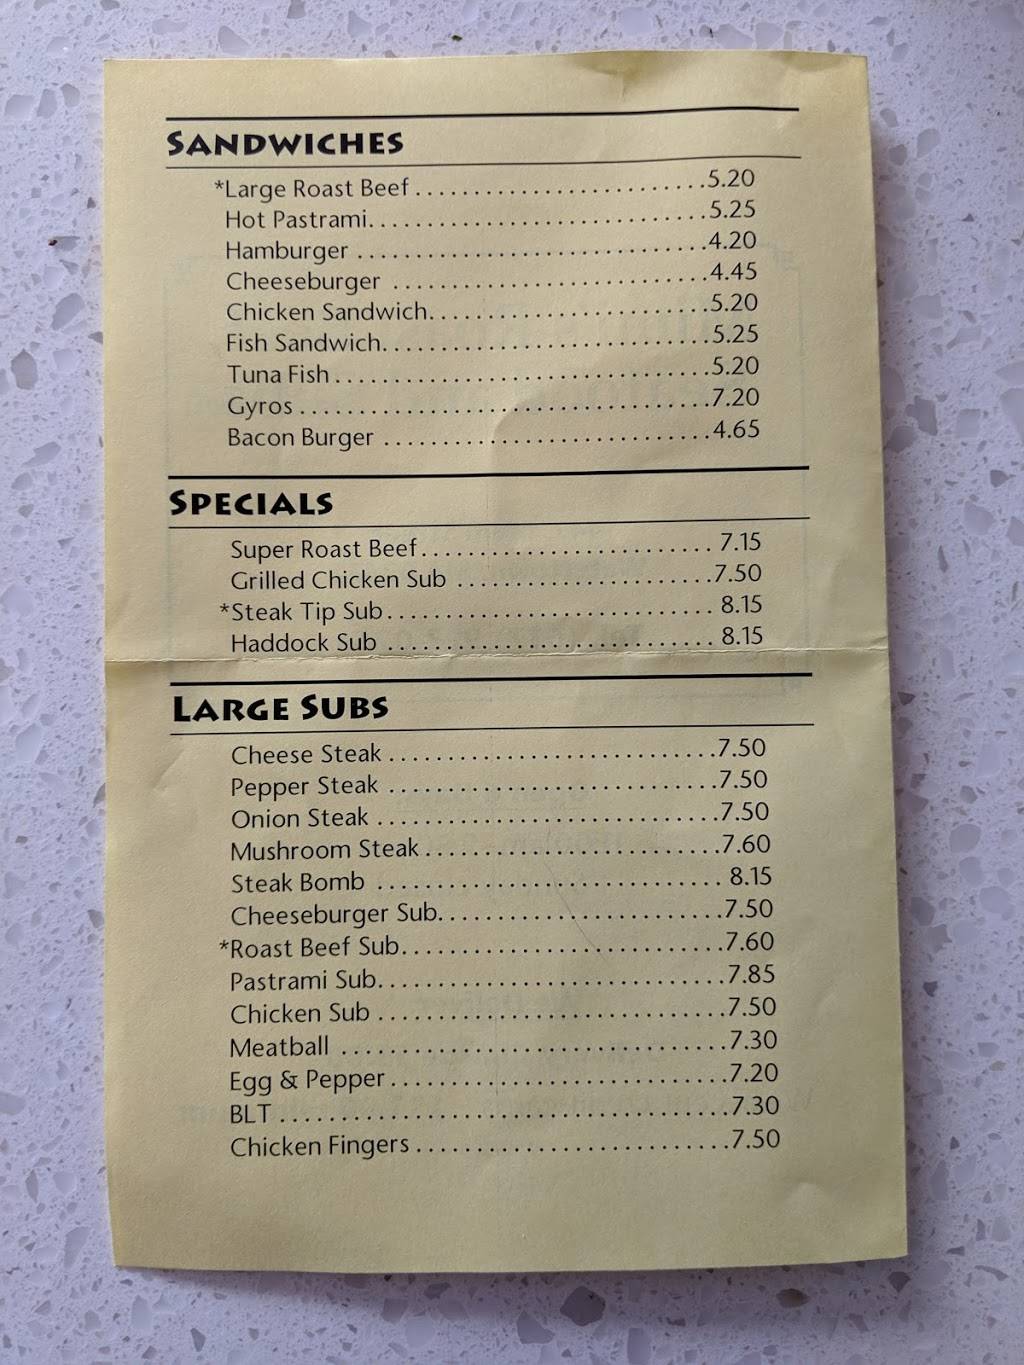 SANDWICHES
*Large Roast Beef........................5.20
Hot Pastrami............................5.25
Hamburger .............................4.20
Cheeseburger ..........................4.45
Chicken Sandwich.......................5.20
Fish Sandwich...........................5.25
Tuna Fish...............................5.20
Gyros..................................7.20
Bacon Burger ...........................4.65
SPECIALS
Super Roast Beef........................ 7.15
Grilled Chicken Sub .....................7.50
*Steak Tip Sub........................... 8.15
Haddock Sub ........................... 8.15
LARGE SUBS
Cheese Steak ...........................7.50
Pepper Steak ...........................7.50
Onion Steak ............................7.50
Mushroom Steak.........................7.60
Steak Bomb ............................. 8.15
Cheeseburger Sub........................7.50
*Roast Beef Sub...........................7.60
Pastrami Sub.............................7.85
Chicken Sub .............................7.50
Meatball ................................7.30
Egg & Pepper............................7.20
BLT.....................................7.30
Chicken Fingers..........................7.50